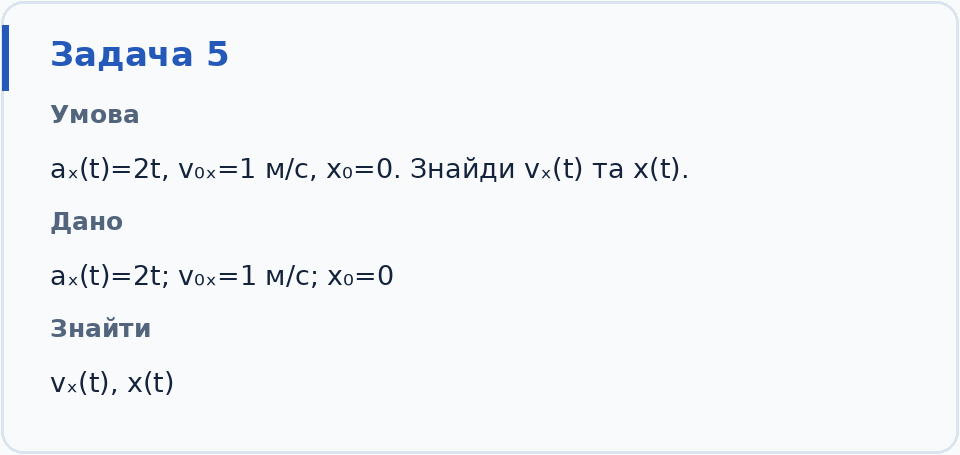 Задача 5
Умова
aₓ(t)=2t, v₀ₓ=1 м/с, x₀=0. Знайди vₓ(t) та x(t).
Дано
aₓ(t)=2t; v₀ₓ=1 м/с; x₀=0
Знайти
vₓ(t), x(t)